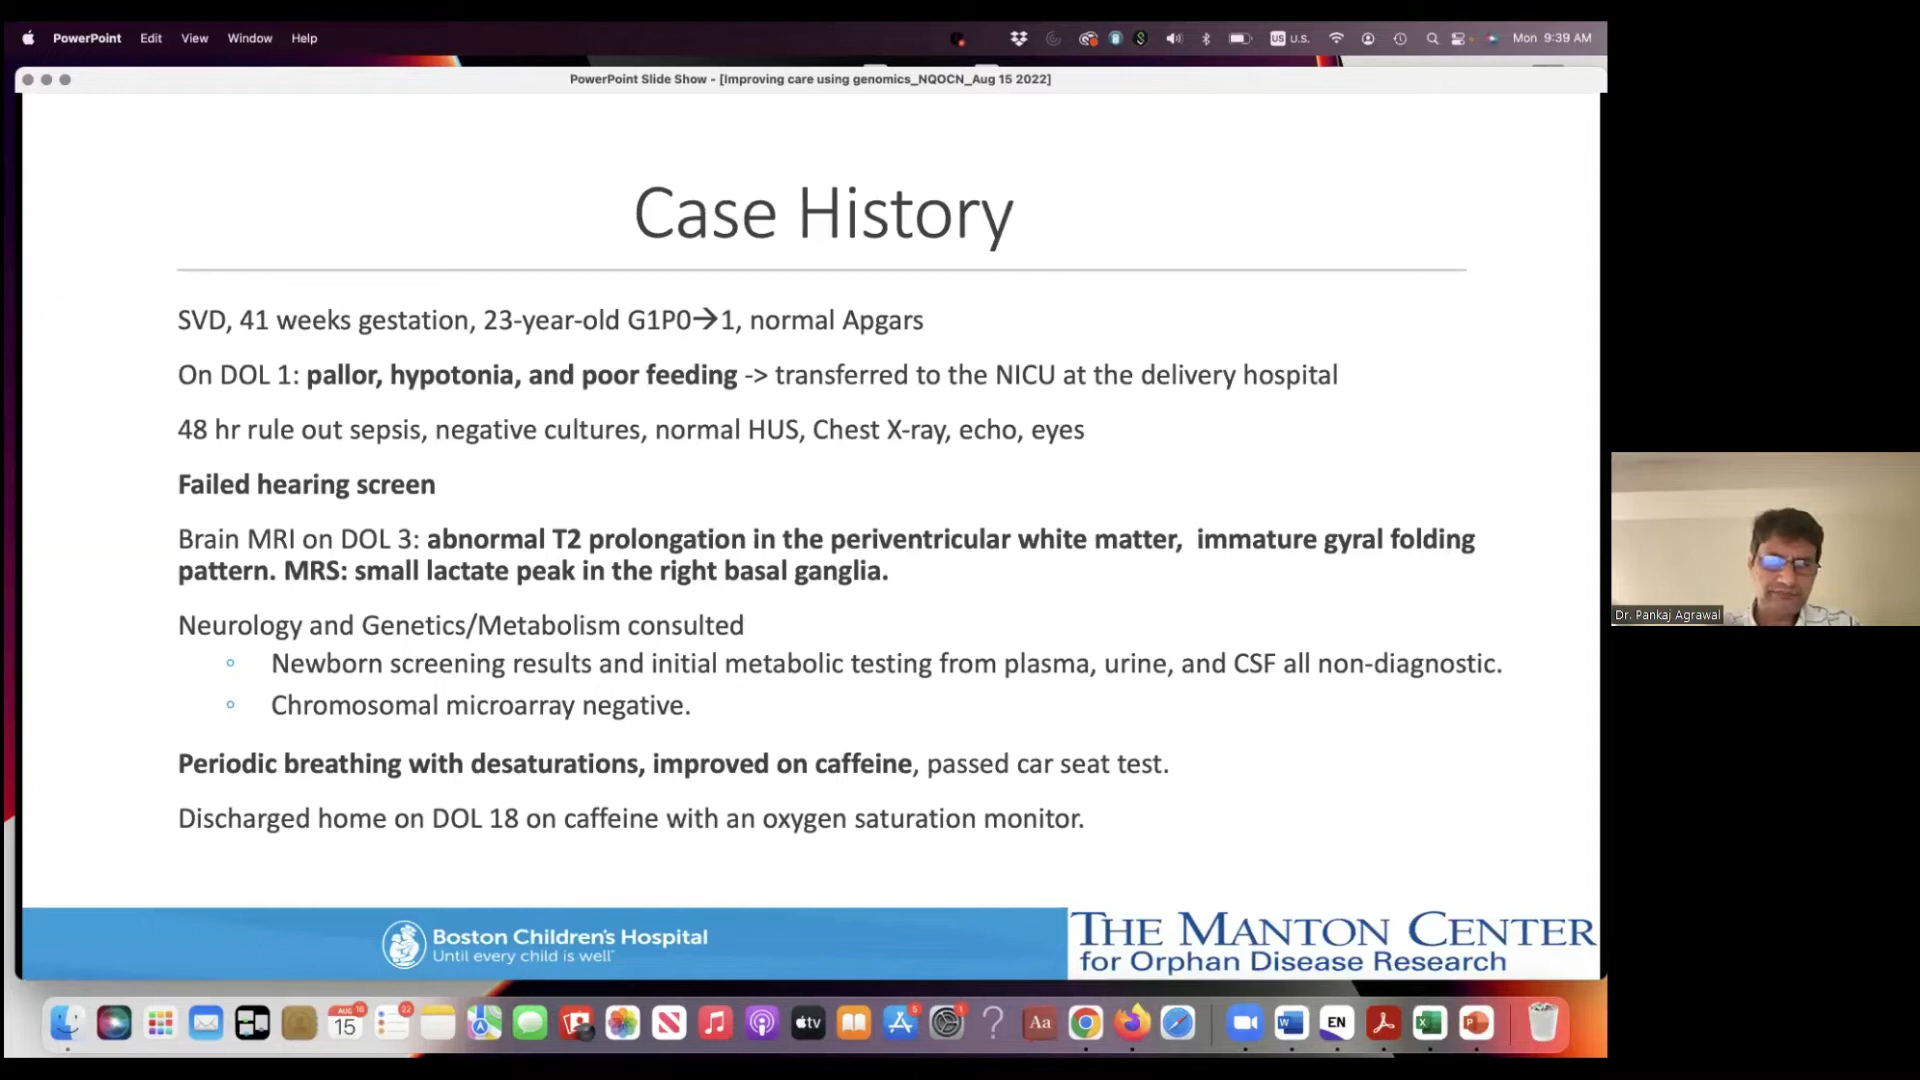 PowerPoint Edit View Window Help
US U.S. Mon 9:39 AM
PowerPoint Slide Show - [Improving care using genomics_NQOCN_Aug 15 2022]
Case History
SVD, 41 weeks gestation, 23-year-old G1P0→1, normal Apgars
On DOL 1: pallor, hypotonia, and poor feeding -> transferred to the NICU at the delivery hospital
48 hr rule out sepsis, negative cultures, normal HUS, Chest X-ray, echo, eyes
Failed hearing screen
Brain MRI on DOL 3: abnormal T2 prolongation in the periventricular white matter, immature gyral folding
pattern. MRS: small lactate peak in the right basal ganglia.
Neurology and Genetics/Metabolism consulted
◦ Newborn screening results and initial metabolic testing from plasma, urine, and CSF all non-diagnostic.
◦ Chromosomal microarray negative.
Periodic breathing with desaturations, improved on caffeine, passed car seat test.
Discharged home on DOL 18 on caffeine with an oxygen saturation monitor.
Dr. Pankaj Agrawal
Boston Children's Hospital
Until every child is well
THE MANTON CENTER
for Orphan Disease Research
AUG 15
tv
5
1
Aa
EN